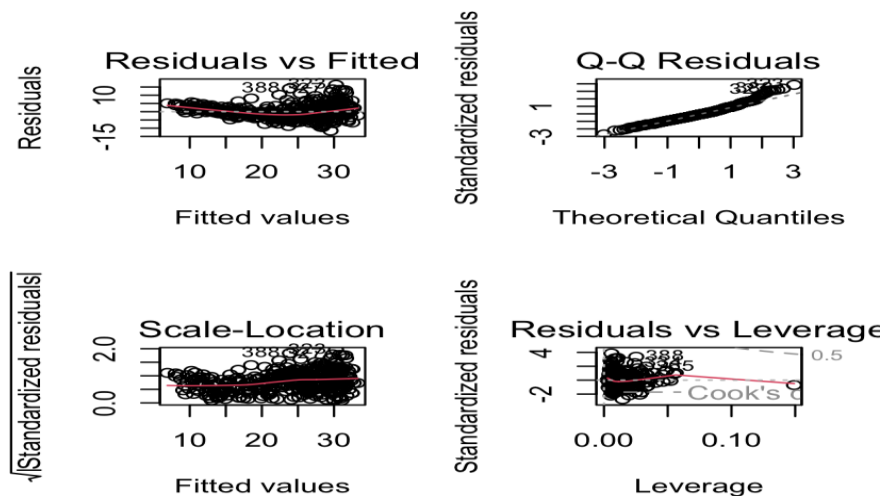 Residuals vs Fitted
Residuals
10
-15
388
10 20 30
Fitted values
Q-Q Residuals
Standardized residuals
1
-3
-3 -1 1 3
Theoretical Quantiles
Scale-Location
√|Standardized residuals|
2.0
0.0
388
10 20 30
Fitted values
Residuals vs Leverage
Standardized residuals
4
-2
388
0.5
Cook's
0.00 0.10
Leverage